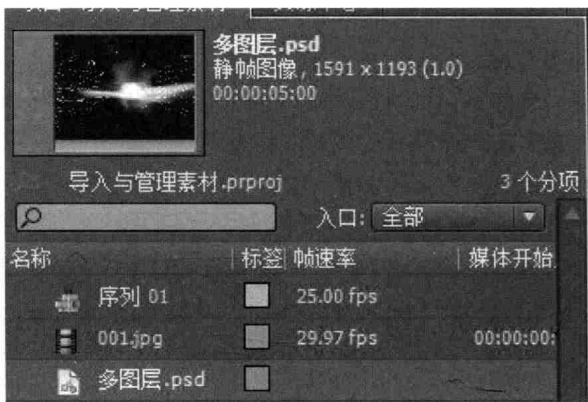 多图层.psd
静帧图像, 1591 x 1193 (1.0)
00:00:05:00
导入与管理素材.prproj 3 个分项
入口: 全部
名称 标签 帧速率 媒体开始
序列 01 25.00 fps
001.jpg 29.97 fps 00:00:00:
多图层.psd